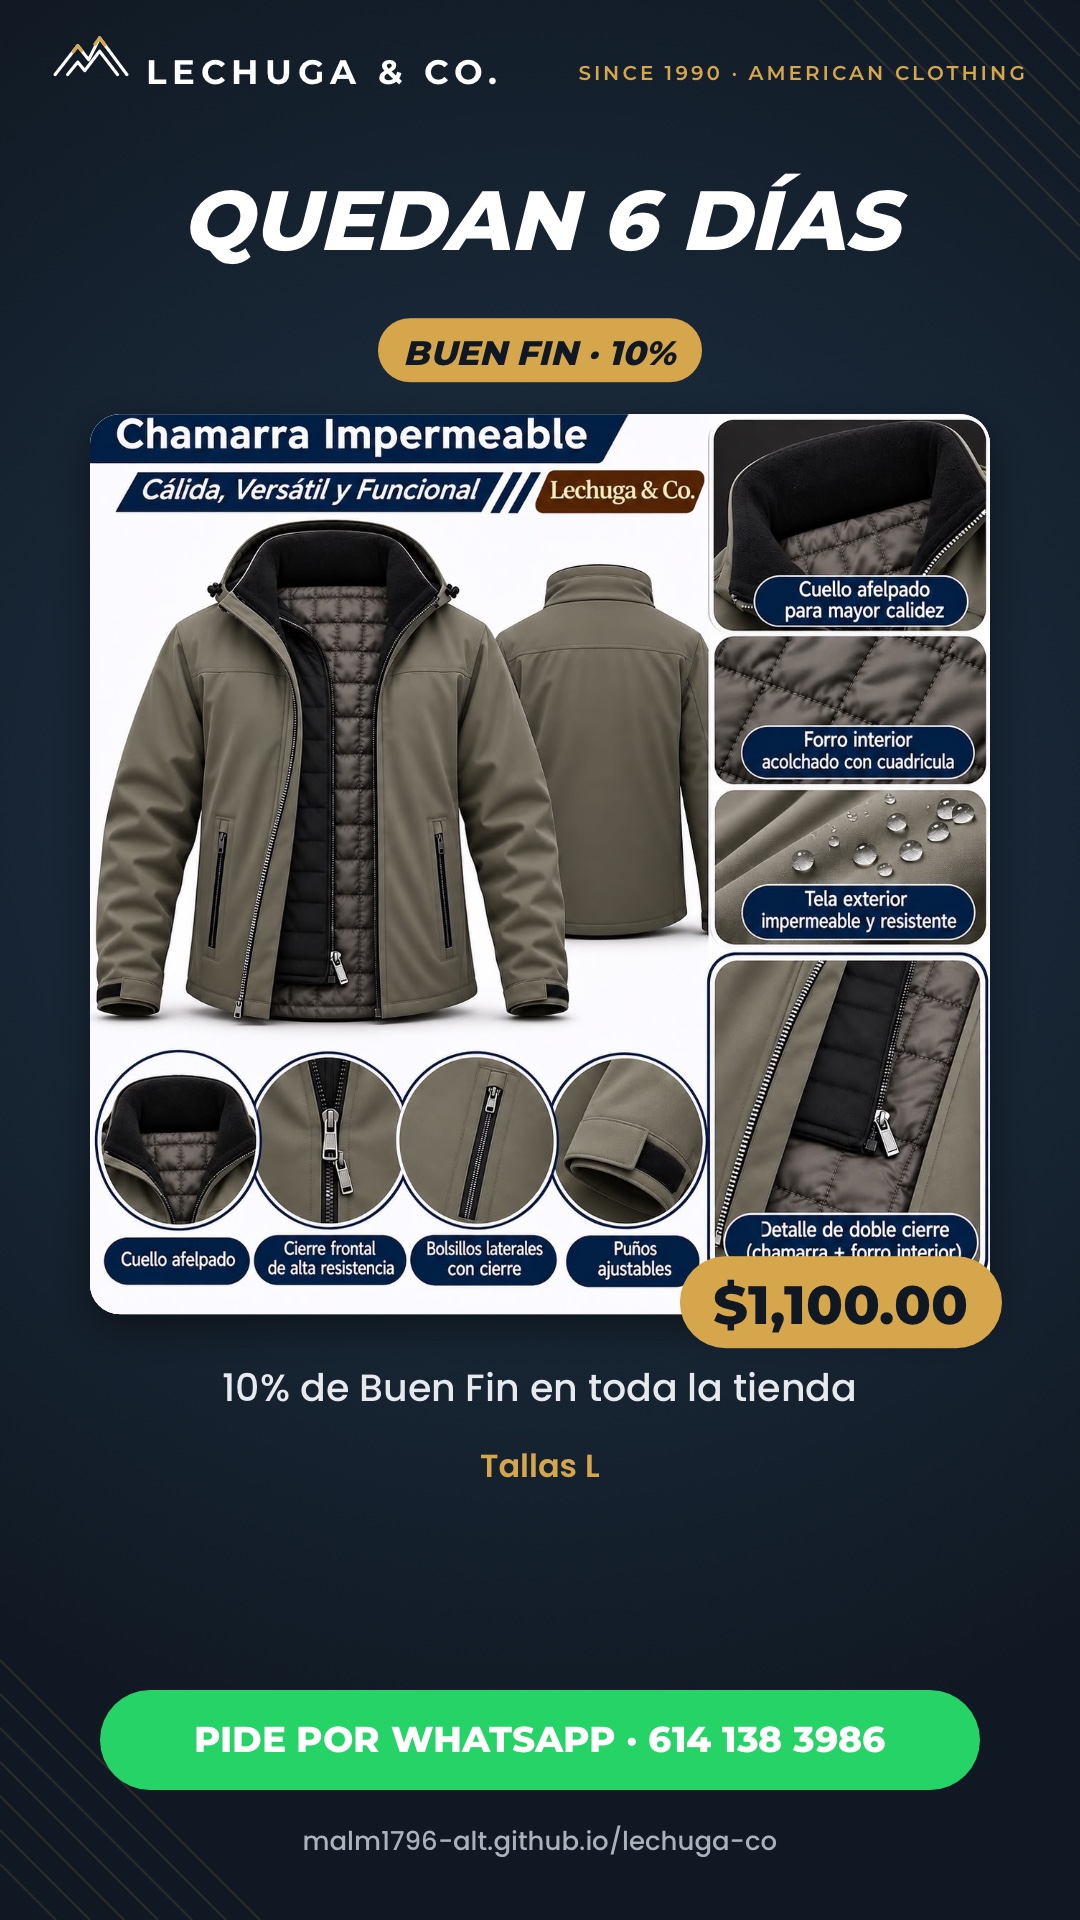 LECHUGA & CO.
SINCE 1990 · AMERICAN CLOTHING
QUEDAN 6 DÍAS
BUEN FIN · 10%
Chamarra Impermeable
Cálida, Versátil y Funcional
Lechuga & Co.
Cuello afelpado
para mayor calidez
Forro interior
acolchado con cuadrícula
Tela exterior
impermeable y resistente
Detalle de doble cierre
(chamarra + forro interior)
Cuello afelpado
Cierre frontal
de alta resistencia
Bolsillos laterales
con cierre
Puños
ajustables
$1,100.00
10% de Buen Fin en toda la tienda
Tallas L
PIDE POR WHATSAPP · 614 138 3986
malm1796-alt.github.io/lechuga-co